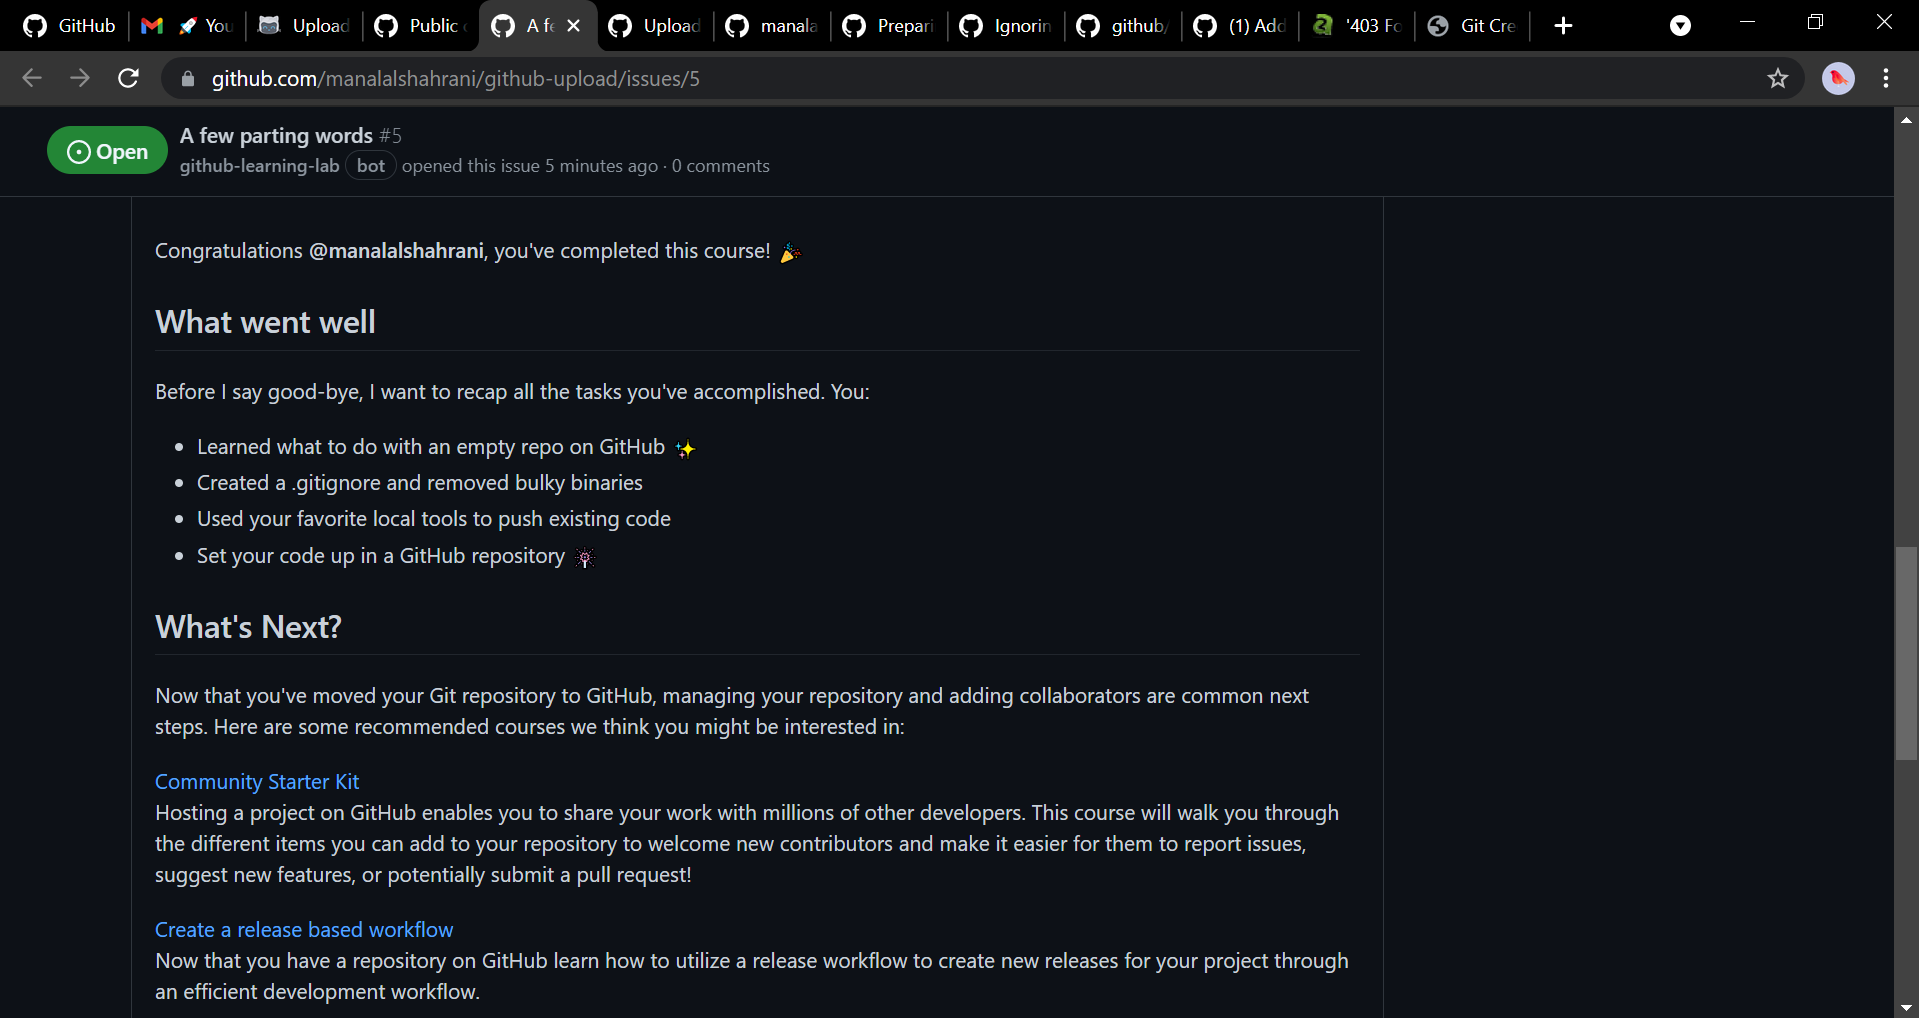 GitHub
You
Upload
Public
A fe
Upload
manala
Prepari
Ignorin
github/
(1) Add
'403 Fo
Git Cre
github.com/manalalshahrani/github-upload/issues/5
Open
A few parting words #5
github-learning-lab bot opened this issue 5 minutes ago · 0 comments
Congratulations @manalalshahrani, you've completed this course! 🎉
What went well
Before I say good-bye, I want to recap all the tasks you've accomplished. You:
• Learned what to do with an empty repo on GitHub ✨
• Created a .gitignore and removed bulky binaries
• Used your favorite local tools to push existing code
• Set your code up in a GitHub repository 🎆
What's Next?
Now that you've moved your Git repository to GitHub, managing your repository and adding collaborators are common next
steps. Here are some recommended courses we think you might be interested in:
Community Starter Kit
Hosting a project on GitHub enables you to share your work with millions of other developers. This course will walk you through
the different items you can add to your repository to welcome new contributors and make it easier for them to report issues,
suggest new features, or potentially submit a pull request!
Create a release based workflow
Now that you have a repository on GitHub learn how to utilize a release workflow to create new releases for your project through
an efficient development workflow.